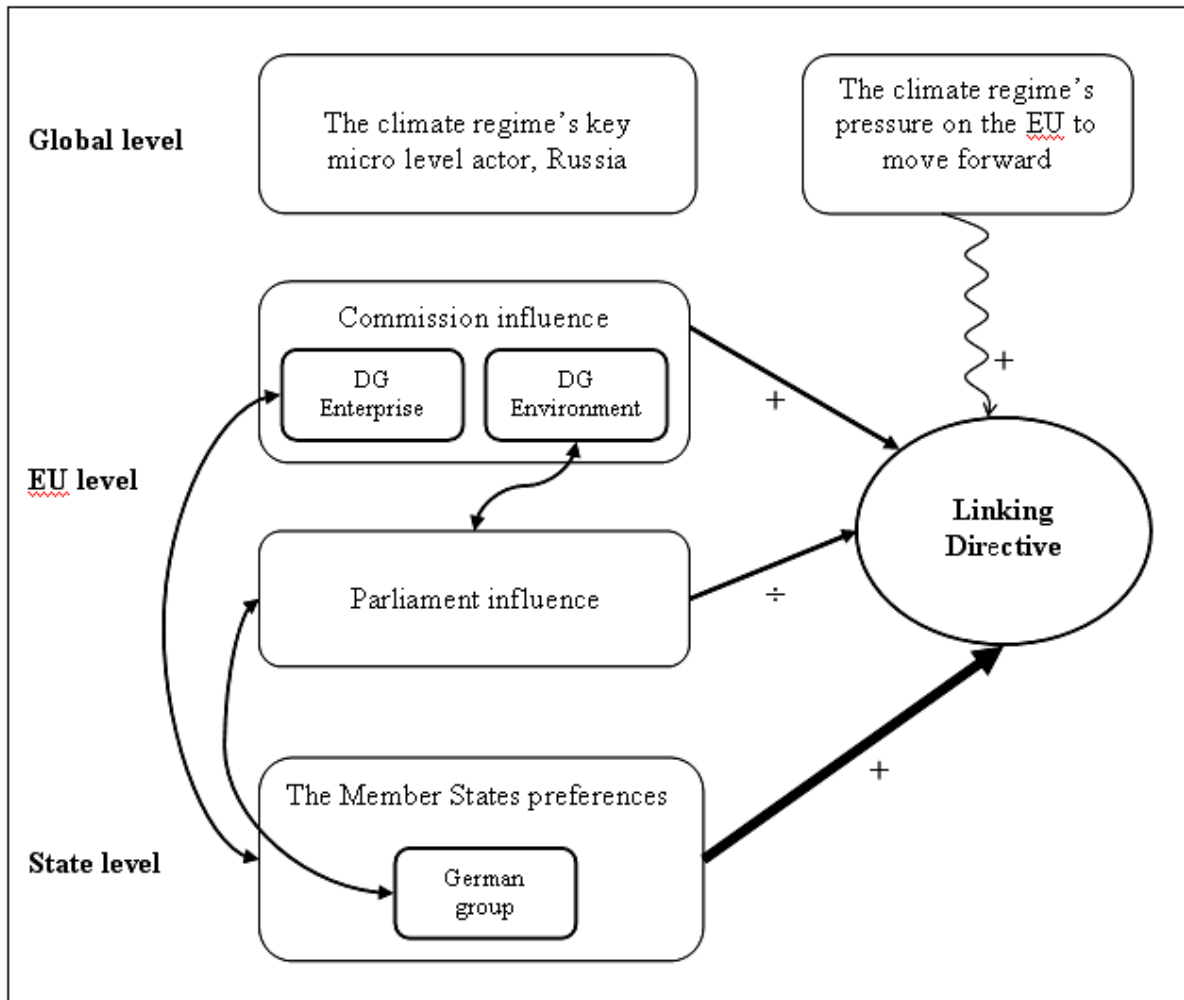 Global level
The climate regime's key
micro level actor, Russia
The climate regime's
pressure on the EU to
move forward
+
EU level
Commission influence
DG
Enterprise
DG
Environment
+
Parliament influence
÷
Linking
Directive
State level
The Member States preferences
German
group
+